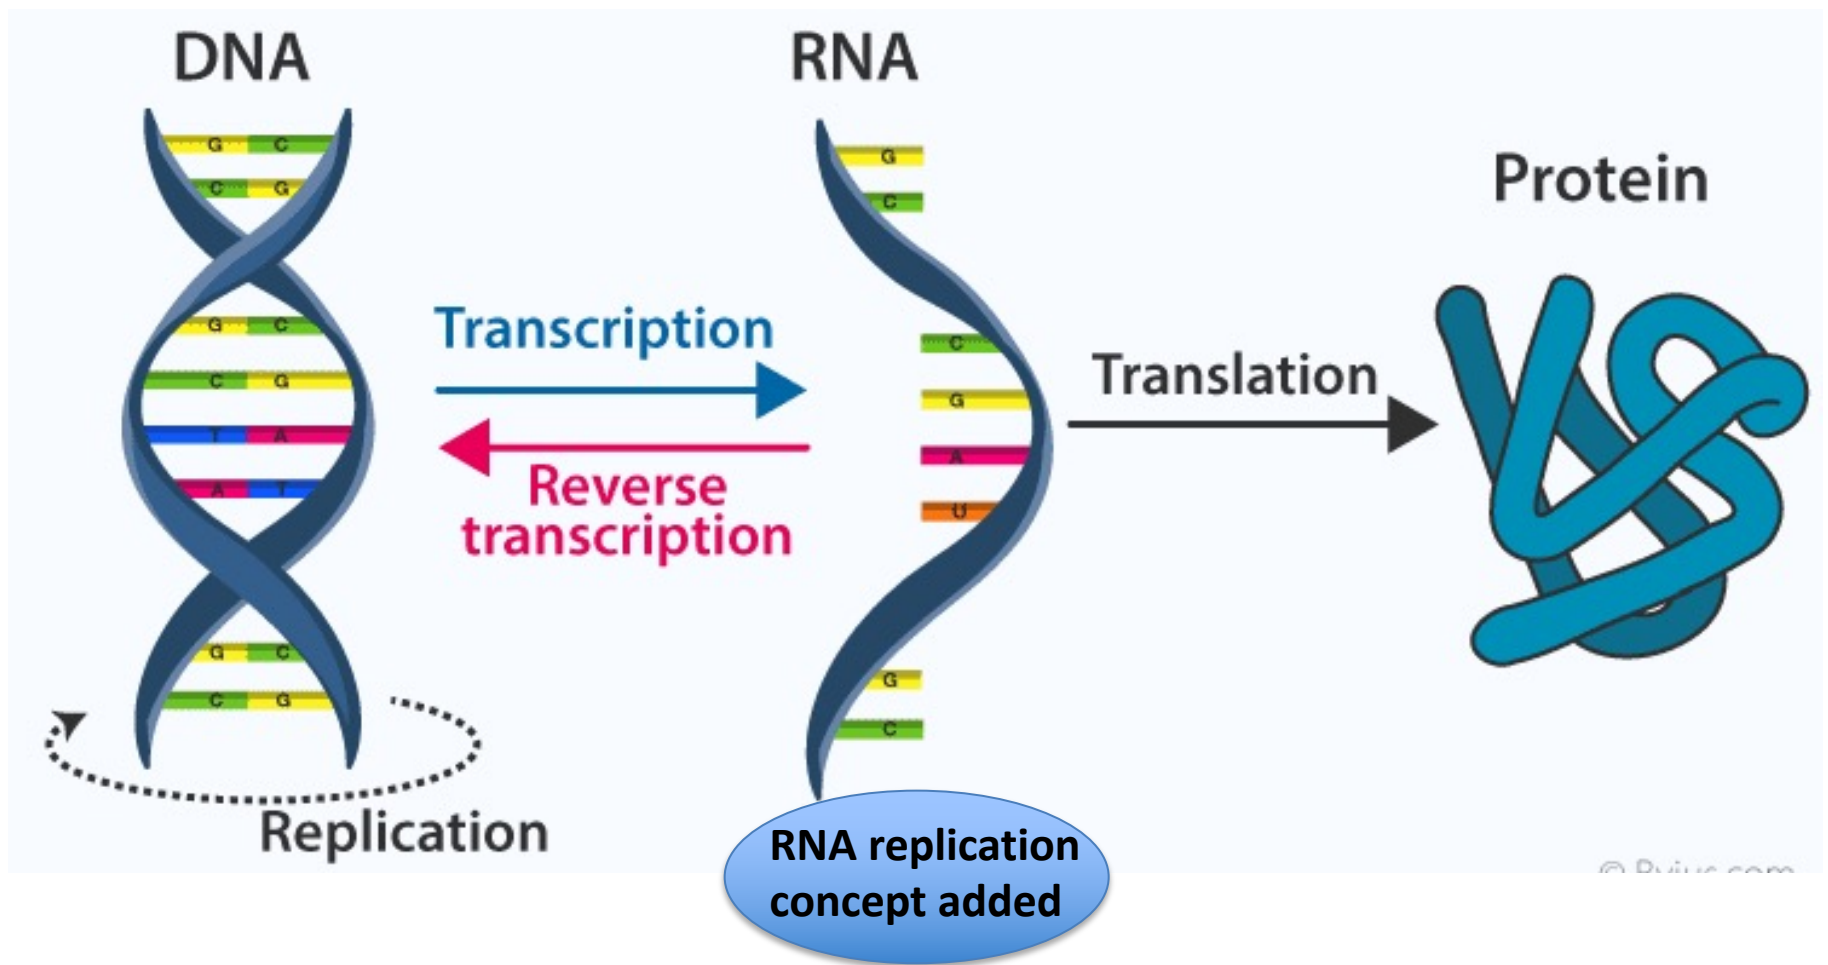 DNA
RNA
Protein
G C
C G
G C
C G
T A
A T
G C
C G
Transcription
Reverse
transcription
G
C
C
G
A
U
G
C
Translation
Replication
RNA replication
concept added